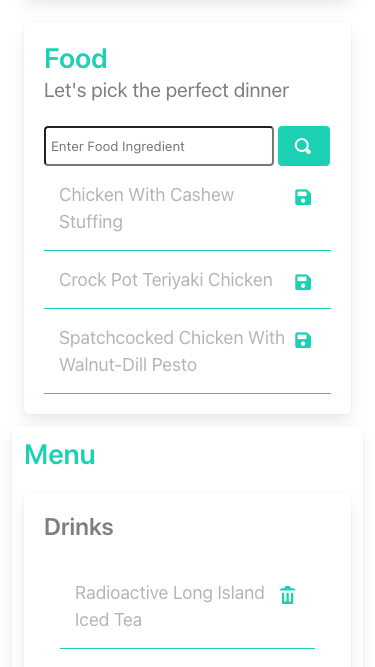 Food
Let's pick the perfect dinner
Enter Food Ingredient
Chicken With Cashew
Stuffing
Crock Pot Teriyaki Chicken
Spatchcocked Chicken With
Walnut-Dill Pesto
Menu
Drinks
Radioactive Long Island
Iced Tea